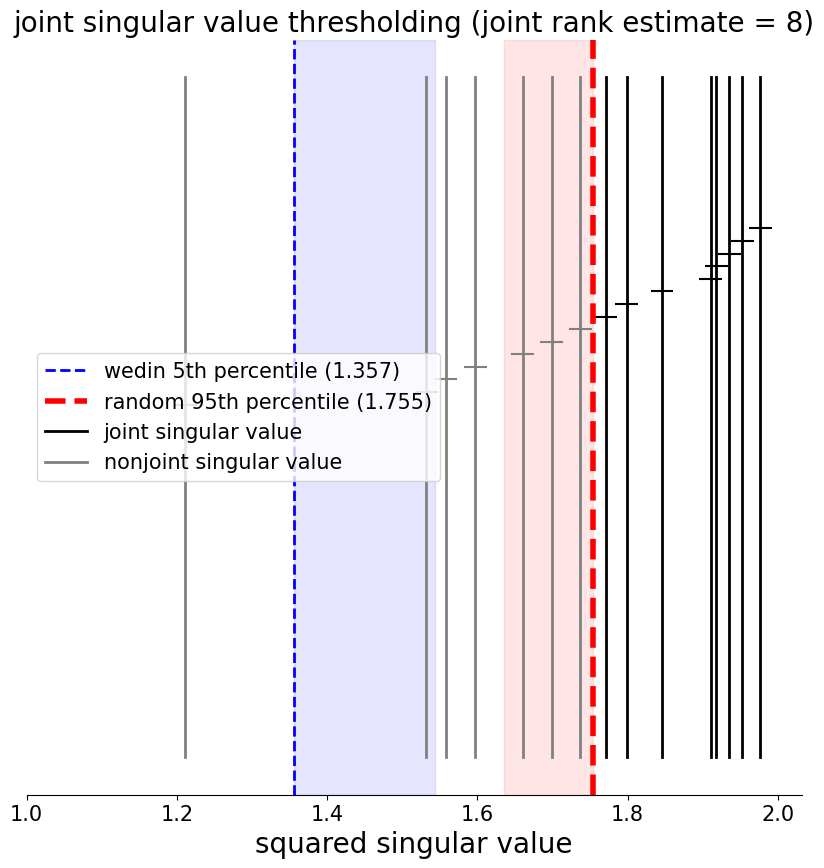 joint singular value thresholding (joint rank estimate = 8)
wedin 5th percentile (1.357)
random 95th percentile (1.755)
joint singular value
nonjoint singular value
1.0 1.2 1.4 1.6 1.8 2.0
squared singular value